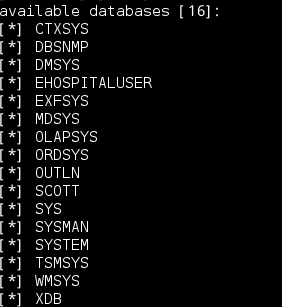 available databases [16]:
[*] CTXSYS
[*] DBSNMP
[*] DMSYS
[*] EHOSPITALUSER
[*] EXFSYS
[*] MDSYS
[*] OLAPSYS
[*] ORDSYS
[*] OUTLN
[*] SCOTT
[*] SYS
[*] SYSMAN
[*] SYSTEM
[*] TSMSYS
[*] WMSYS
[*] XDB